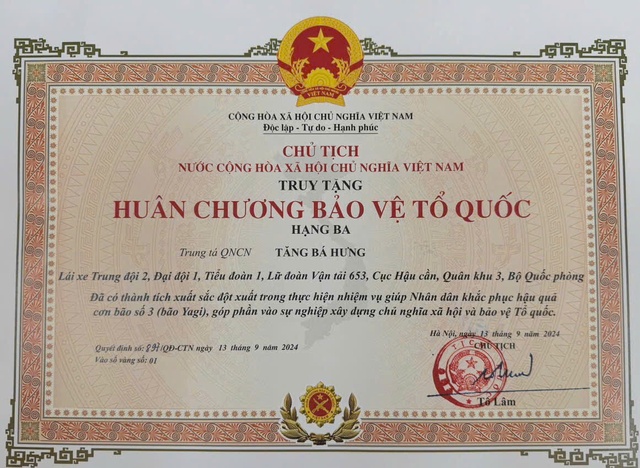 VIỆT NAM
CỘNG HÒA XÃ HỘI CHỦ NGHĨA VIỆT NAM
Độc lập - Tự do - Hạnh phúc
CHỦ TỊCH
NƯỚC CỘNG HÒA XÃ HỘI CHỦ NGHĨA VIỆT NAM
TRUY TẶNG
HUÂN CHƯƠNG BẢO VỆ TỔ QUỐC
HẠNG BA
Trung tá QNCN TĂNG BÁ HƯNG
Lái xe Trung đội 2, Đại đội 1, Tiểu đoàn 1, Lữ đoàn Vận tải 653, Cục Hậu cần, Quân khu 3, Bộ Quốc phòng
Đã có thành tích xuất sắc đột xuất trong thực hiện nhiệm vụ giúp Nhân dân khắc phục hậu quả
cơn bão số 3 (bão Yagi), góp phần vào sự nghiệp xây dựng chủ nghĩa xã hội và bảo vệ Tổ quốc.
Hà Nội, ngày 13 tháng 9 năm 2024
Quyết định số: /QĐ-CTN ngày 13 tháng 9 năm 2024
CHỦ TỊCH
Vào sổ vàng số: 01
Tô Lâm